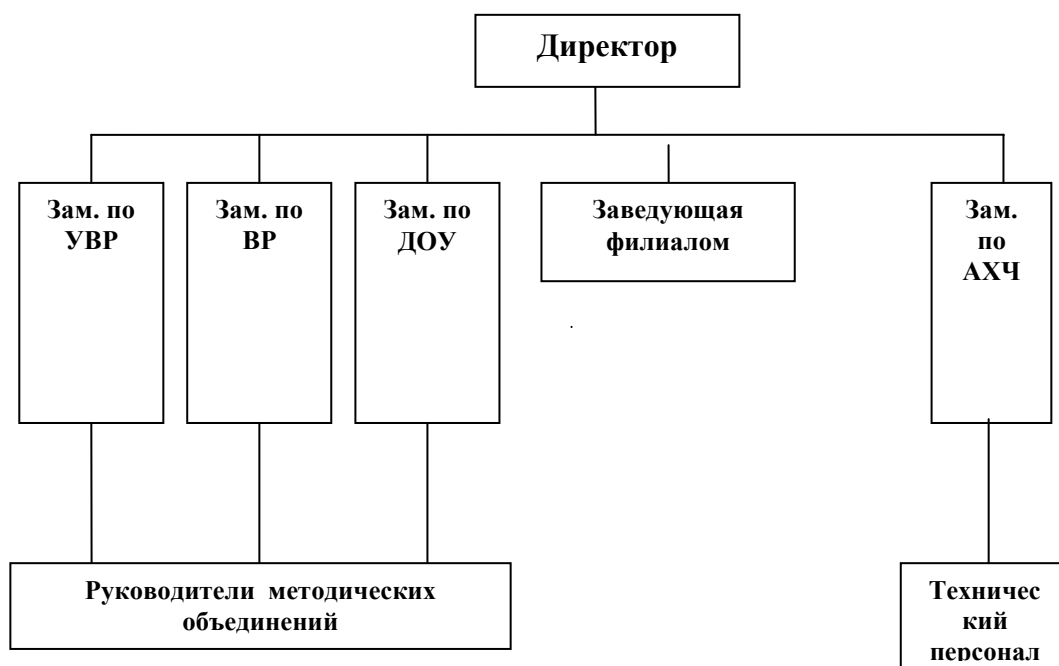 Директор
Зам. по
УВР
Зам. по
ВР
Зам. по
ДОУ
Заведующая
филиалом
Зам.
по
АХЧ
Руководители методических
объединений
Техничес
кий
персонал